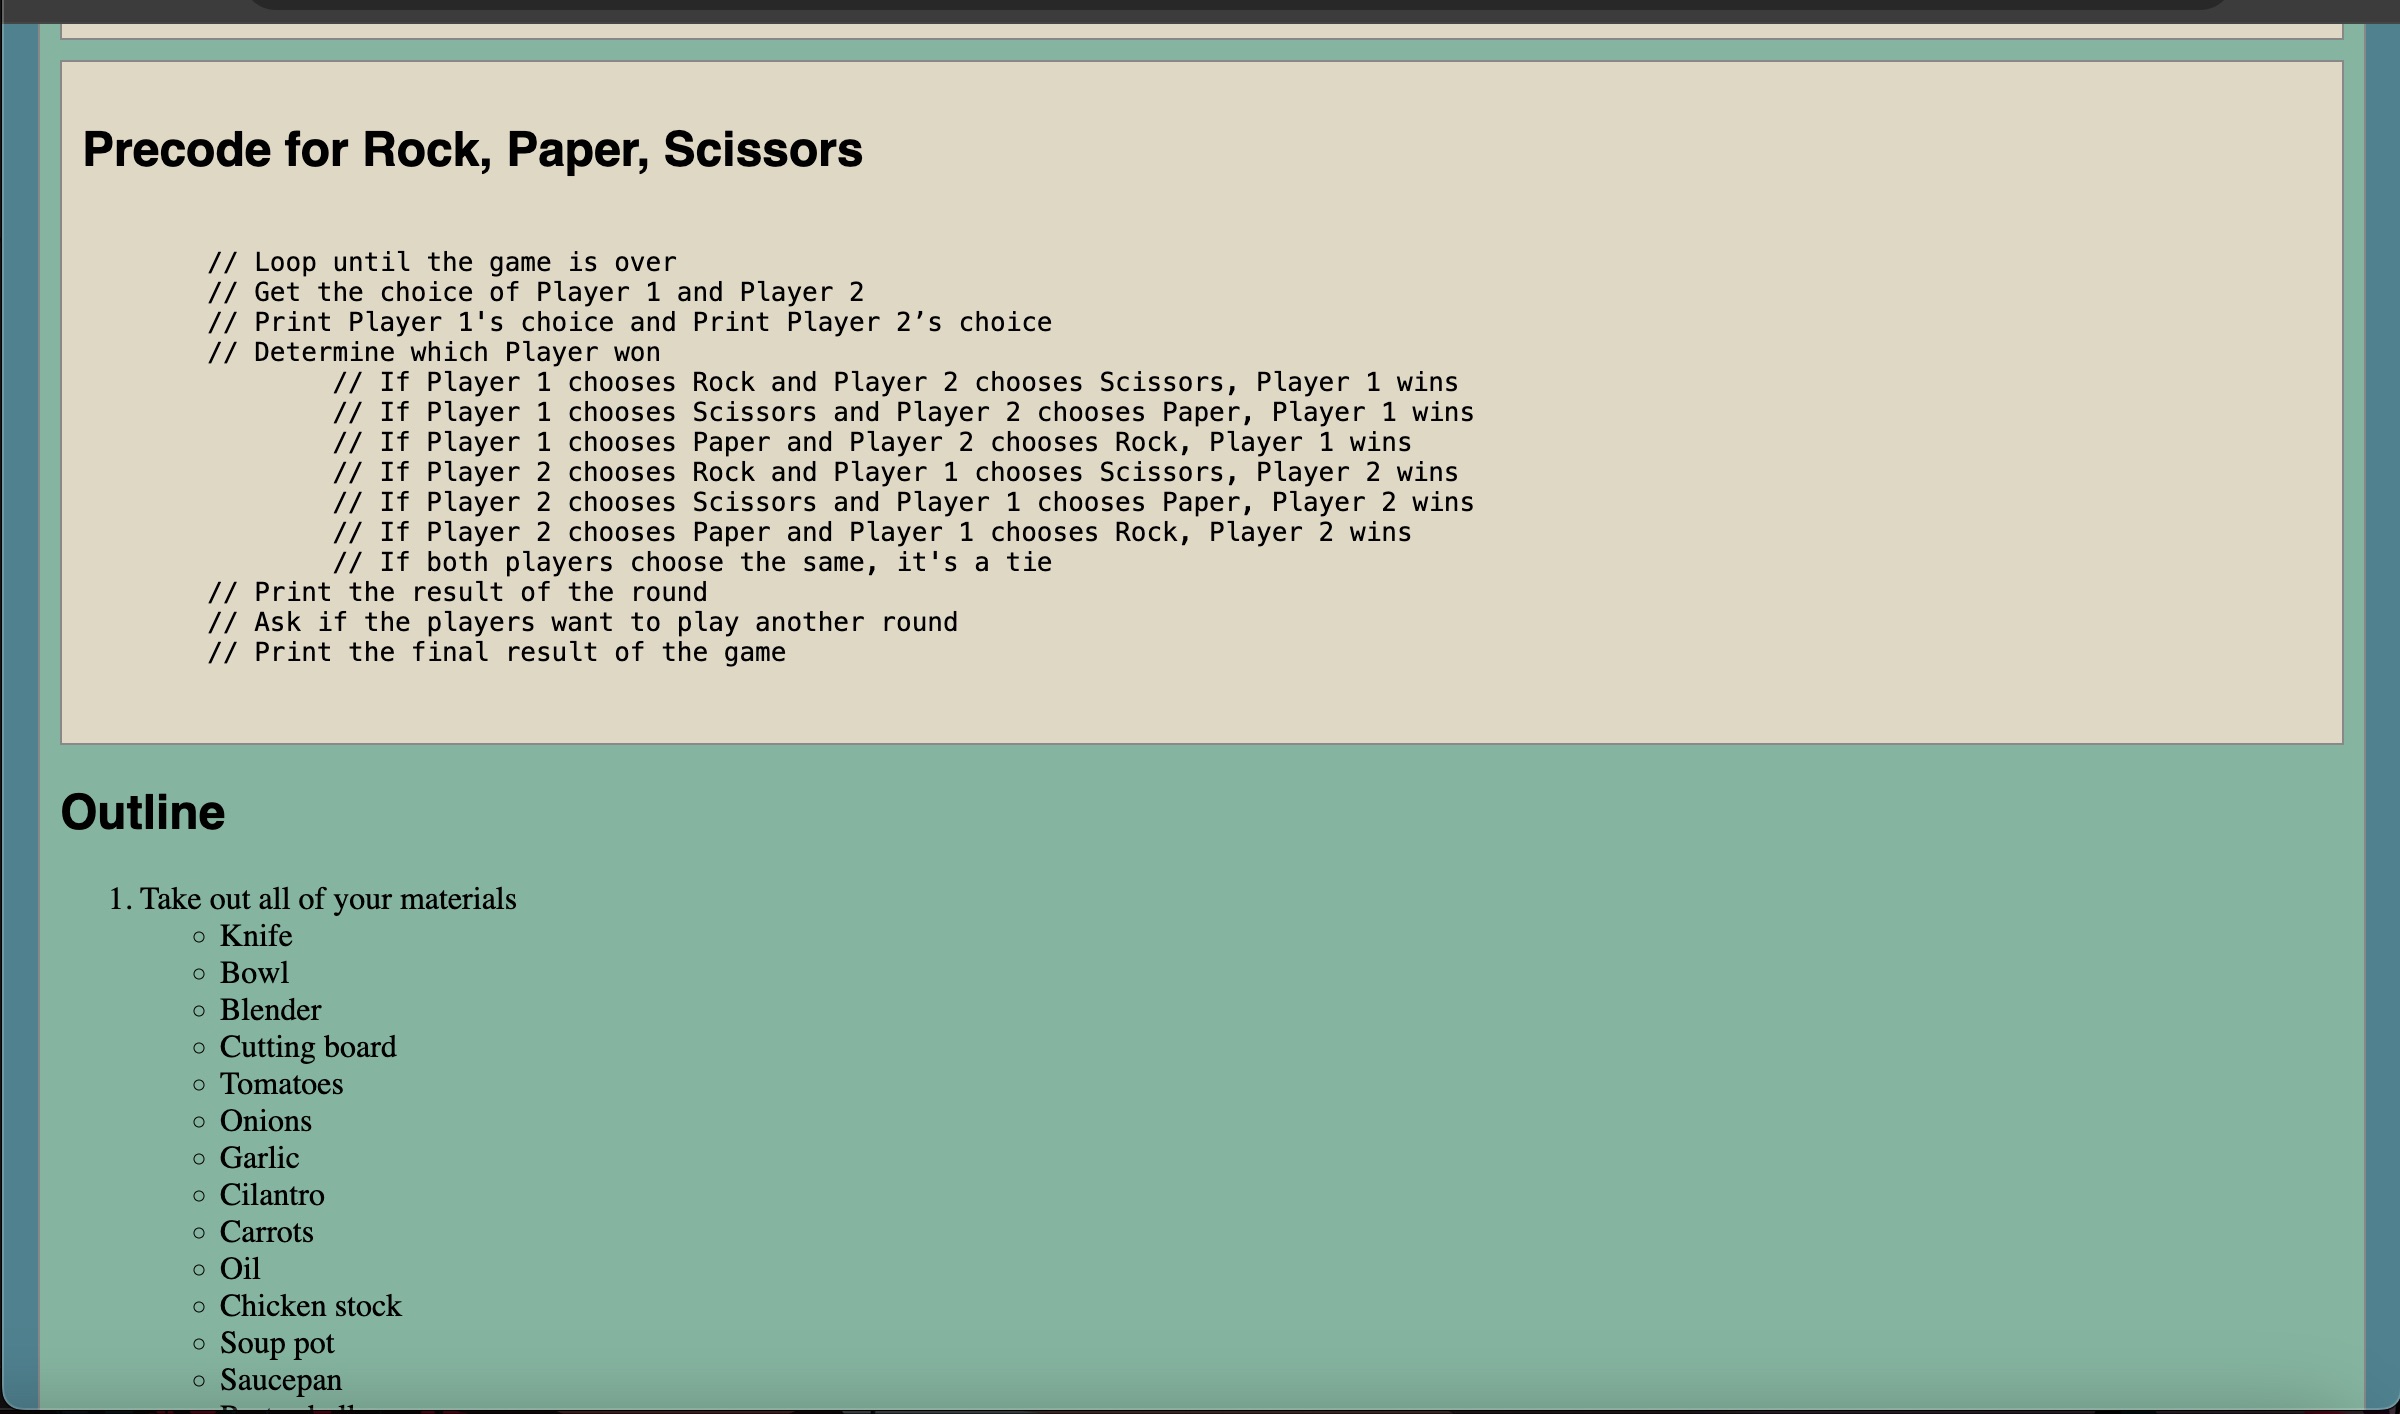 Precode for Rock, Paper, Scissors
// Loop until the game is over
// Get the choice of Player 1 and Player 2
// Print Player 1's choice and Print Player 2’s choice
// Determine which Player won
// If Player 1 chooses Rock and Player 2 chooses Scissors, Player 1 wins
// If Player 1 chooses Scissors and Player 2 chooses Paper, Player 1 wins
// If Player 1 chooses Paper and Player 2 chooses Rock, Player 1 wins
// If Player 2 chooses Rock and Player 1 chooses Scissors, Player 2 wins
// If Player 2 chooses Scissors and Player 1 chooses Paper, Player 2 wins
// If Player 2 chooses Paper and Player 1 chooses Rock, Player 2 wins
// If both players choose the same, it's a tie
// Print the result of the round
// Ask if the players want to play another round
// Print the final result of the game
Outline
1. Take out all of your materials
Knife
Bowl
Blender
Cutting board
Tomatoes
Onions
Garlic
Cilantro
Carrots
Oil
Chicken stock
Soup pot
Saucepan